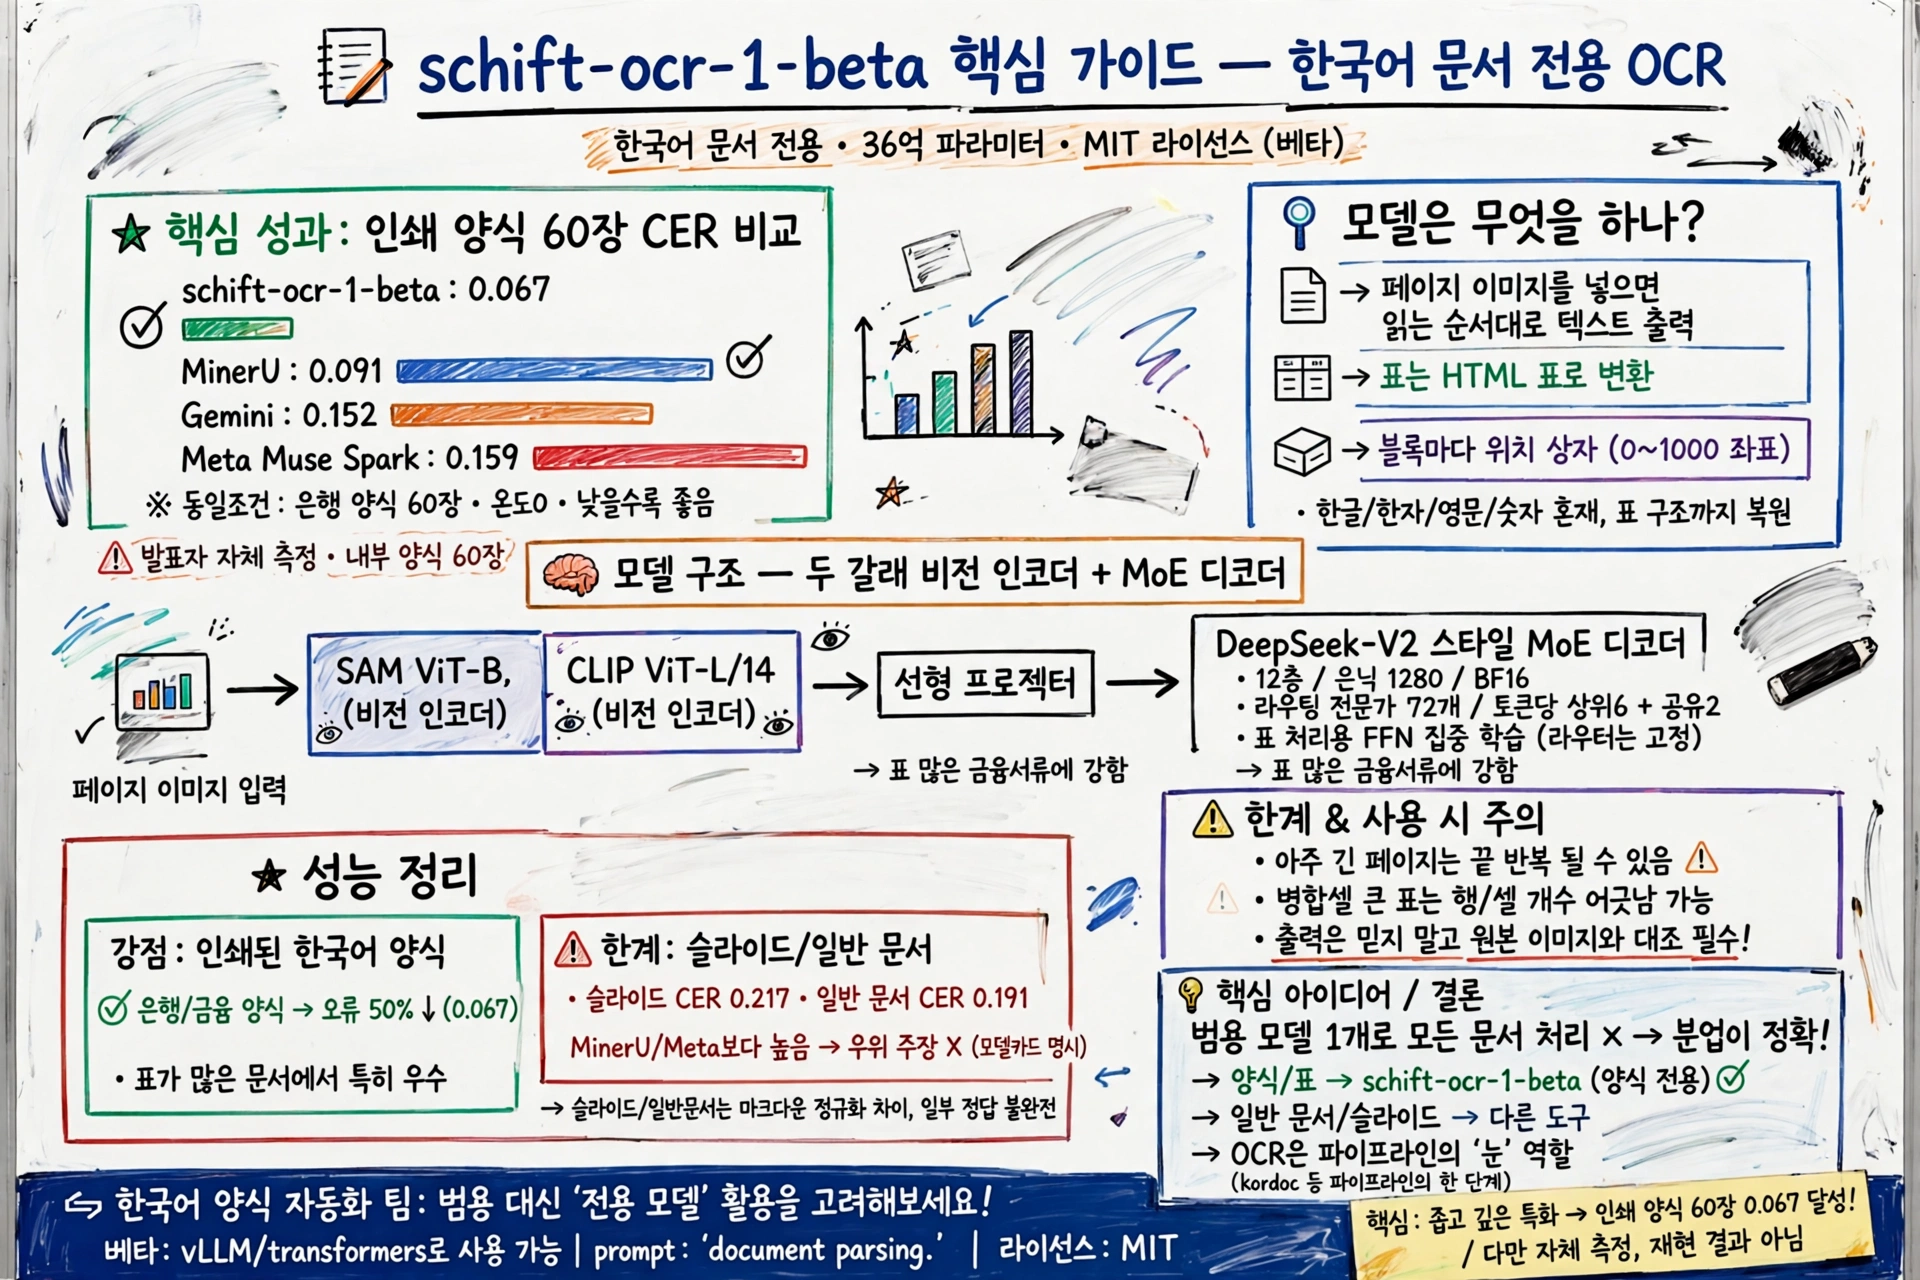 schift-ocr-1-beta 핵심 가이드 — 한국어 문서 전용 OCR
한국어 문서 전용 · 36억 파라미터 · MIT 라이선스 (베타)
핵심 성과: 인쇄 양식 60장 CER 비교
schift-ocr-1-beta : 0.067
MinerU : 0.091
Gemini : 0.152
Meta Muse Spark : 0.159
※ 동일조건 : 은행 양식 60장 · 온도0 · 낮을수록 좋음
발표자 자체 측정 · 내부 양식 60장
모델은 무엇을 하나?
→ 페이지 이미지를 넣으면
읽는 순서대로 텍스트 출력
→ 표는 HTML 표로 변환
→ 블록마다 위치 상자 (0~1000 좌표)
· 한글/한자/영문/숫자 혼재, 표 구조까지 복원
모델 구조 — 두 갈래 비전 인코더 + MoE 디코더
페이지 이미지 입력
SAM ViT-B,
(비전 인코더)
CLIP ViT-L/14
(비전 인코더)
선형 프로젝터
→ 표 많은 금융서류에 강함
DeepSeek-V2 스타일 MoE 디코더
· 12층 / 은닉 1280 / BF16
· 라우팅 전문가 72개 / 토큰당 상위6 + 공유2
· 표 처리용 FFN 집중 학습 (라우터는 고정)
→ 표 많은 금융서류에 강함
성능 정리
강점 : 인쇄된 한국어 양식
은행/금융 양식 → 오류 50% ↓ (0.067)
· 표가 많은 문서에서 특히 우수
한계 : 슬라이드/일반 문서
· 슬라이드 CER 0.217 · 일반 문서 CER 0.191
MinerU/Meta보다 높음 → 우위 주장 X (모델카드 명시)
→ 슬라이드/일반문서는 마크다운 정규화 차이, 일부 정답 불완전
한계 & 사용 시 주의
· 아주 긴 페이지는 끝 반복 될 수 있음
· 병합셀 큰 표는 행/셀 개수 어긋남 가능
· 출력은 믿지 말고 원본 이미지와 대조 필수!
핵심 아이디어 / 결론
범용 모델 1개로 모든 문서 처리 × → 분업이 정확!
→ 양식/표 → schift-ocr-1-beta (양식 전용)
→ 일반 문서/슬라이드 → 다른 도구
→ OCR은 파이프라인의 ‘눈’ 역할
(kordoc 등 파이프라인의 한 단계)
한국어 양식 자동화 팀 : 범용 대신 ‘전용 모델’ 활용을 고려해보세요!
베타 : vLLM/transformers로 사용 가능 | prompt : ‘document parsing.’ | 라이선스 : MIT
핵심 : 좁고 깊은 특화 → 인쇄 양식 60장 0.067 달성!
/ 다만 자체 측정, 재현 결과 아님